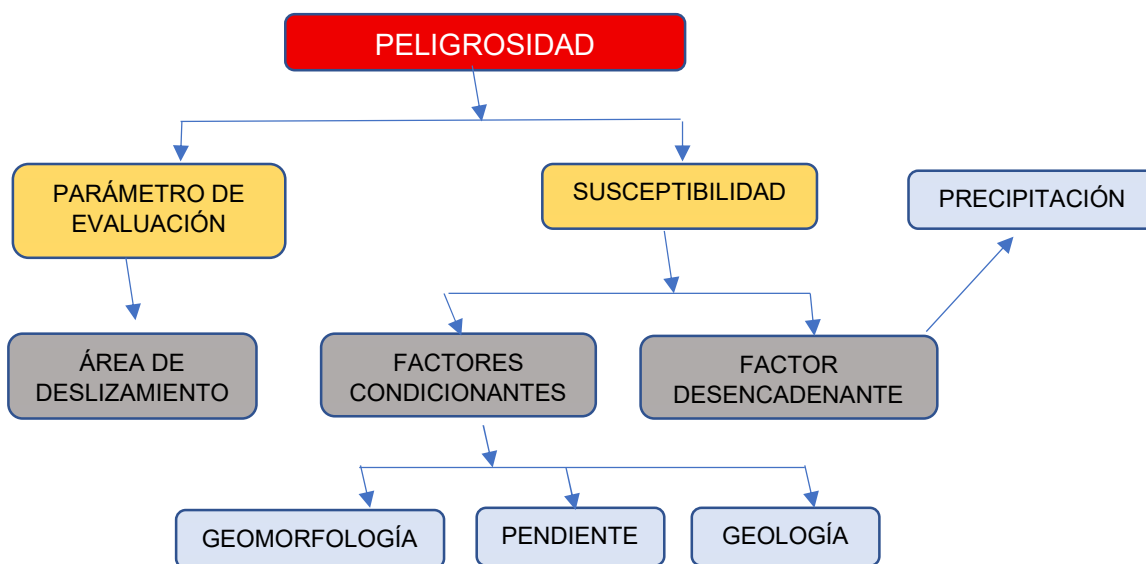 PELIGROSIDAD
PARÁMETRO DE
EVALUACIÓN
SUSCEPTIBILIDAD
PRECIPITACIÓN
ÁREA DE
DESLIZAMIENTO
FACTORES
CONDICIONANTES
FACTOR
DESENCADENANTE
GEOMORFOLOGÍA
PENDIENTE
GEOLOGÍA